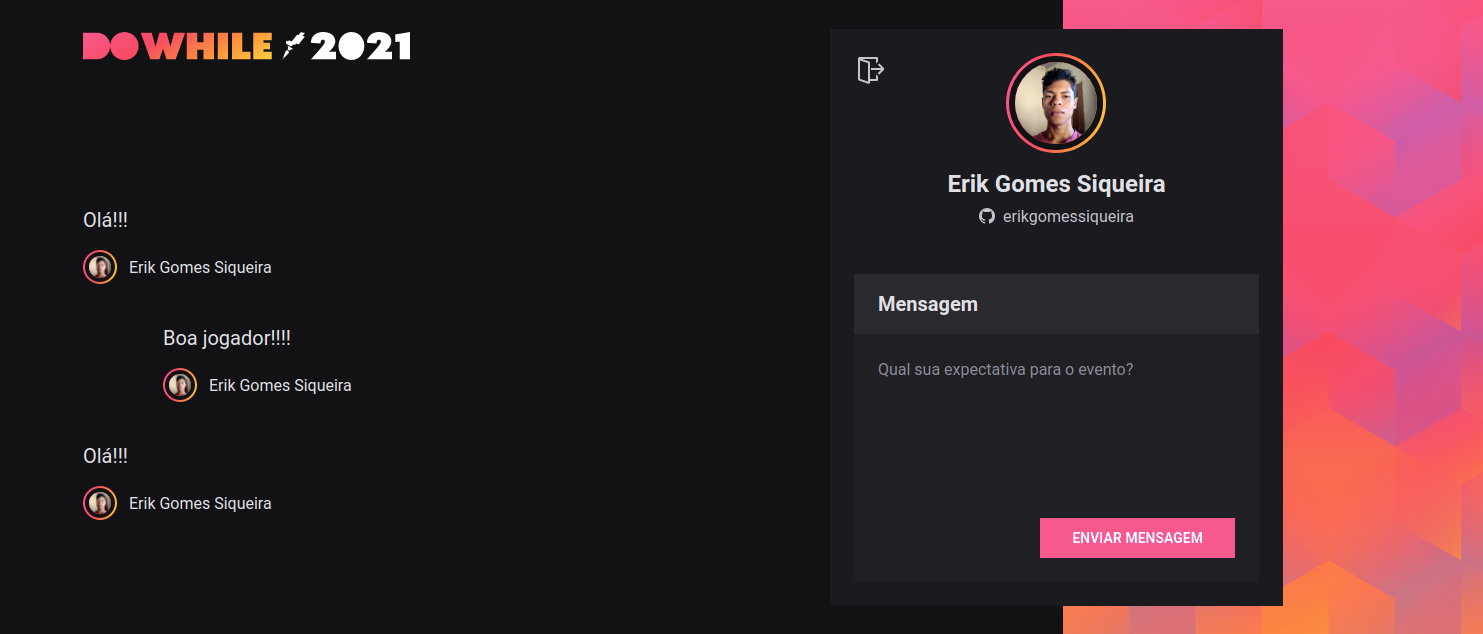 DOWHILE 2021
Olá!!!
Erik Gomes Siqueira
Boa jogador!!!!
Erik Gomes Siqueira
Olá!!!
Erik Gomes Siqueira
Erik Gomes Siqueira
erikgomessiqueira
Mensagem
Qual sua expectativa para o evento?
ENVIAR MENSAGEM